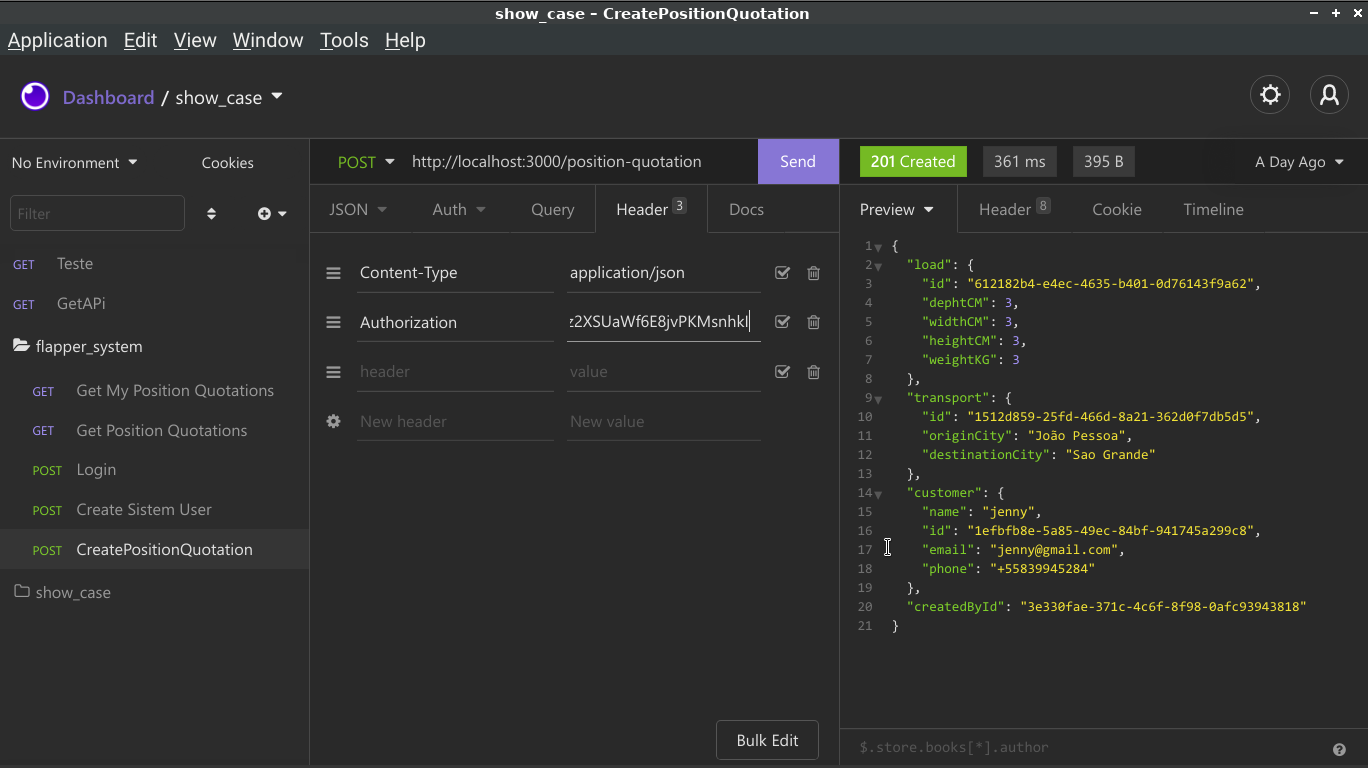 show_case – CreatePositionQuotation
Application Edit View Window Tools Help
Dashboard / show_case
No Environment Cookies
Filter
GET Teste
GET GetAPi
flapper_system
GET Get My Position Quotations
GET Get Position Quotations
POST Login
POST Create Sistem User
POST CreatePositionQuotation
show_case
POST http://localhost:3000/position-quotation Send
JSON Auth Query Header 3 Docs
Content-Type application/json
Authorization z2XSUaWf6E8jvPKMsnhkI
header value
New header New value
Bulk Edit
201 Created 361 ms 395 B A Day Ago
Preview Header 8 Cookie Timeline
1 {
2 "load": {
3 "id": "612182b4-e4ec-4635-b401-0d76143f9a62",
4 "dephtCM": 3,
5 "widthCM": 3,
6 "heightCM": 3,
7 "weightKG": 3
8 },
9 "transport": {
10 "id": "1512d859-25fd-466d-8a21-362d0f7db5d5",
11 "originCity": "João Pessoa",
12 "destinationCity": "Sao Grande"
13 },
14 "customer": {
15 "name": "jenny",
16 "id": "1efbfb8e-5a85-49ec-84bf-941745a299c8",
17 "email": "jenny@gmail.com",
18 "phone": "+55839945284"
19 },
20 "createdById": "3e330fae-371c-4c6f-8f98-0afc93943818"
21 }
$.store.books[*].author